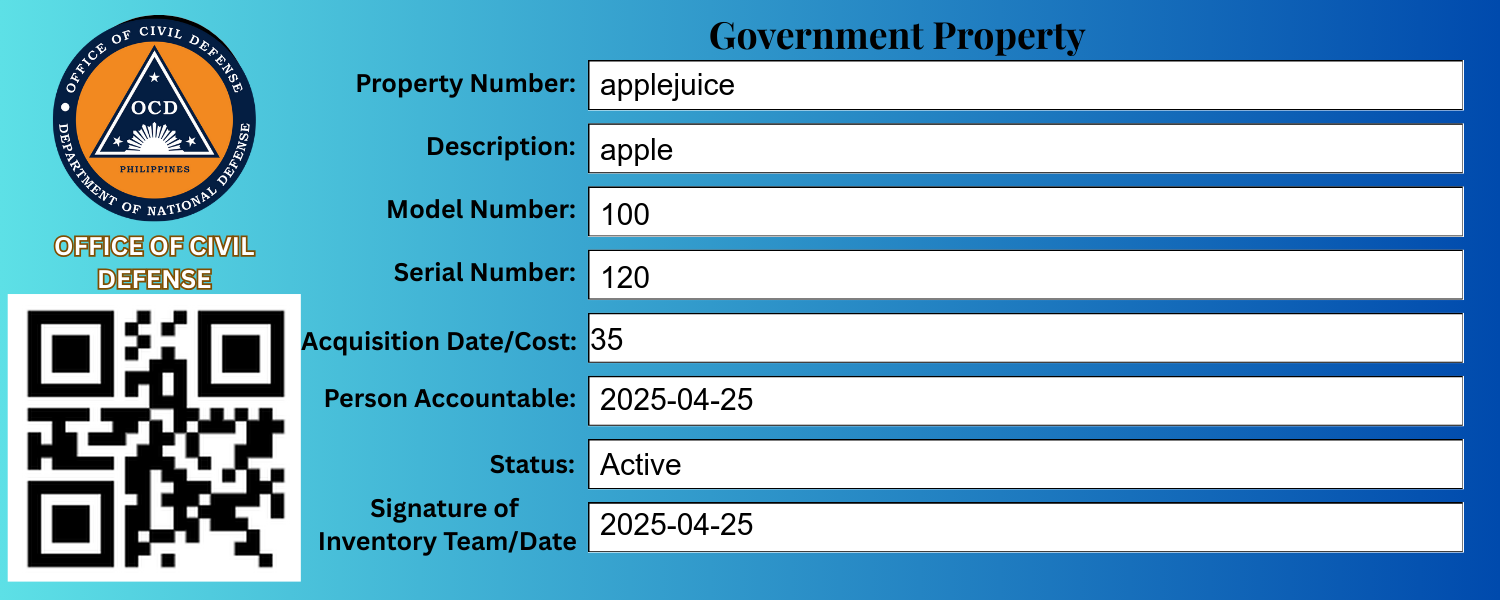 OFFICE OF CIVIL DEFENSE
DEPARTMENT OF NATIONAL DEFENSE
OCD
PHILIPPINES
OFFICE OF CIVIL
DEFENSE
Government Property
Property Number: applejuice
Description: apple
Model Number: 100
Serial Number: 120
Acquisition Date/Cost: 35
Person Accountable: 2025-04-25
Status: Active
Signature of
Inventory Team/Date 2025-04-25